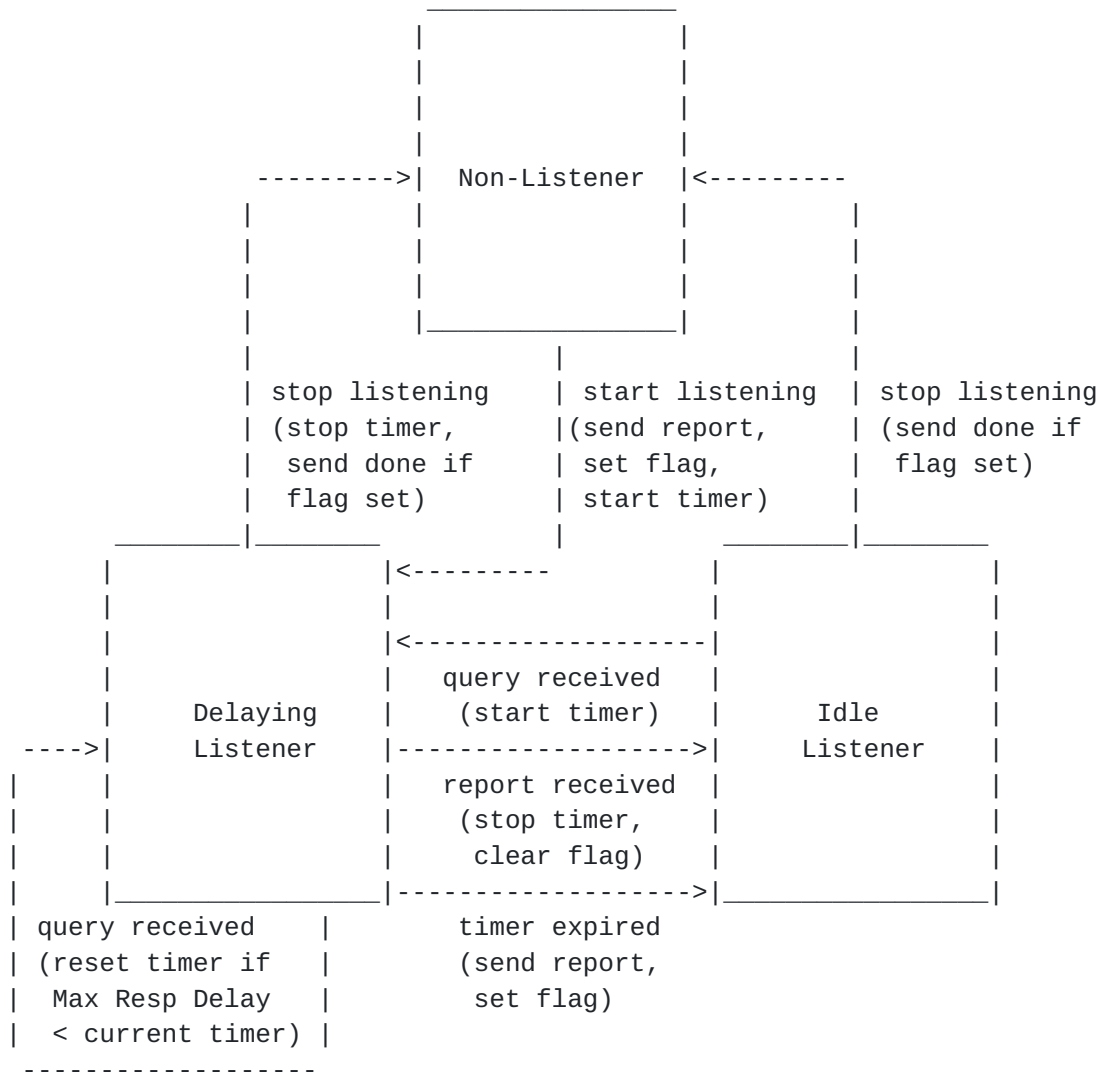 Non-Listener
stop listening
(stop timer,
send done if
flag set)
start listening
(send report,
set flag,
start timer)
stop listening
(send done if
flag set)
query received
(start timer)
Delaying
Listener
Idle
Listener
report received
(stop timer,
clear flag)
query received
(reset timer if
Max Resp Delay
< current timer)
timer expired
(send report,
set flag)